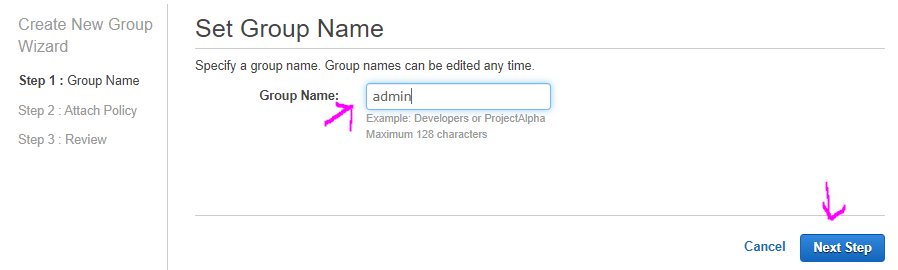 Create New Group
Wizard
Step 1 : Group Name
Step 2 : Attach Policy
Step 3 : Review
Set Group Name
Specify a group name. Group names can be edited any time.
Group Name: admin
Example: Developers or ProjectAlpha
Maximum 128 characters
Cancel Next Step